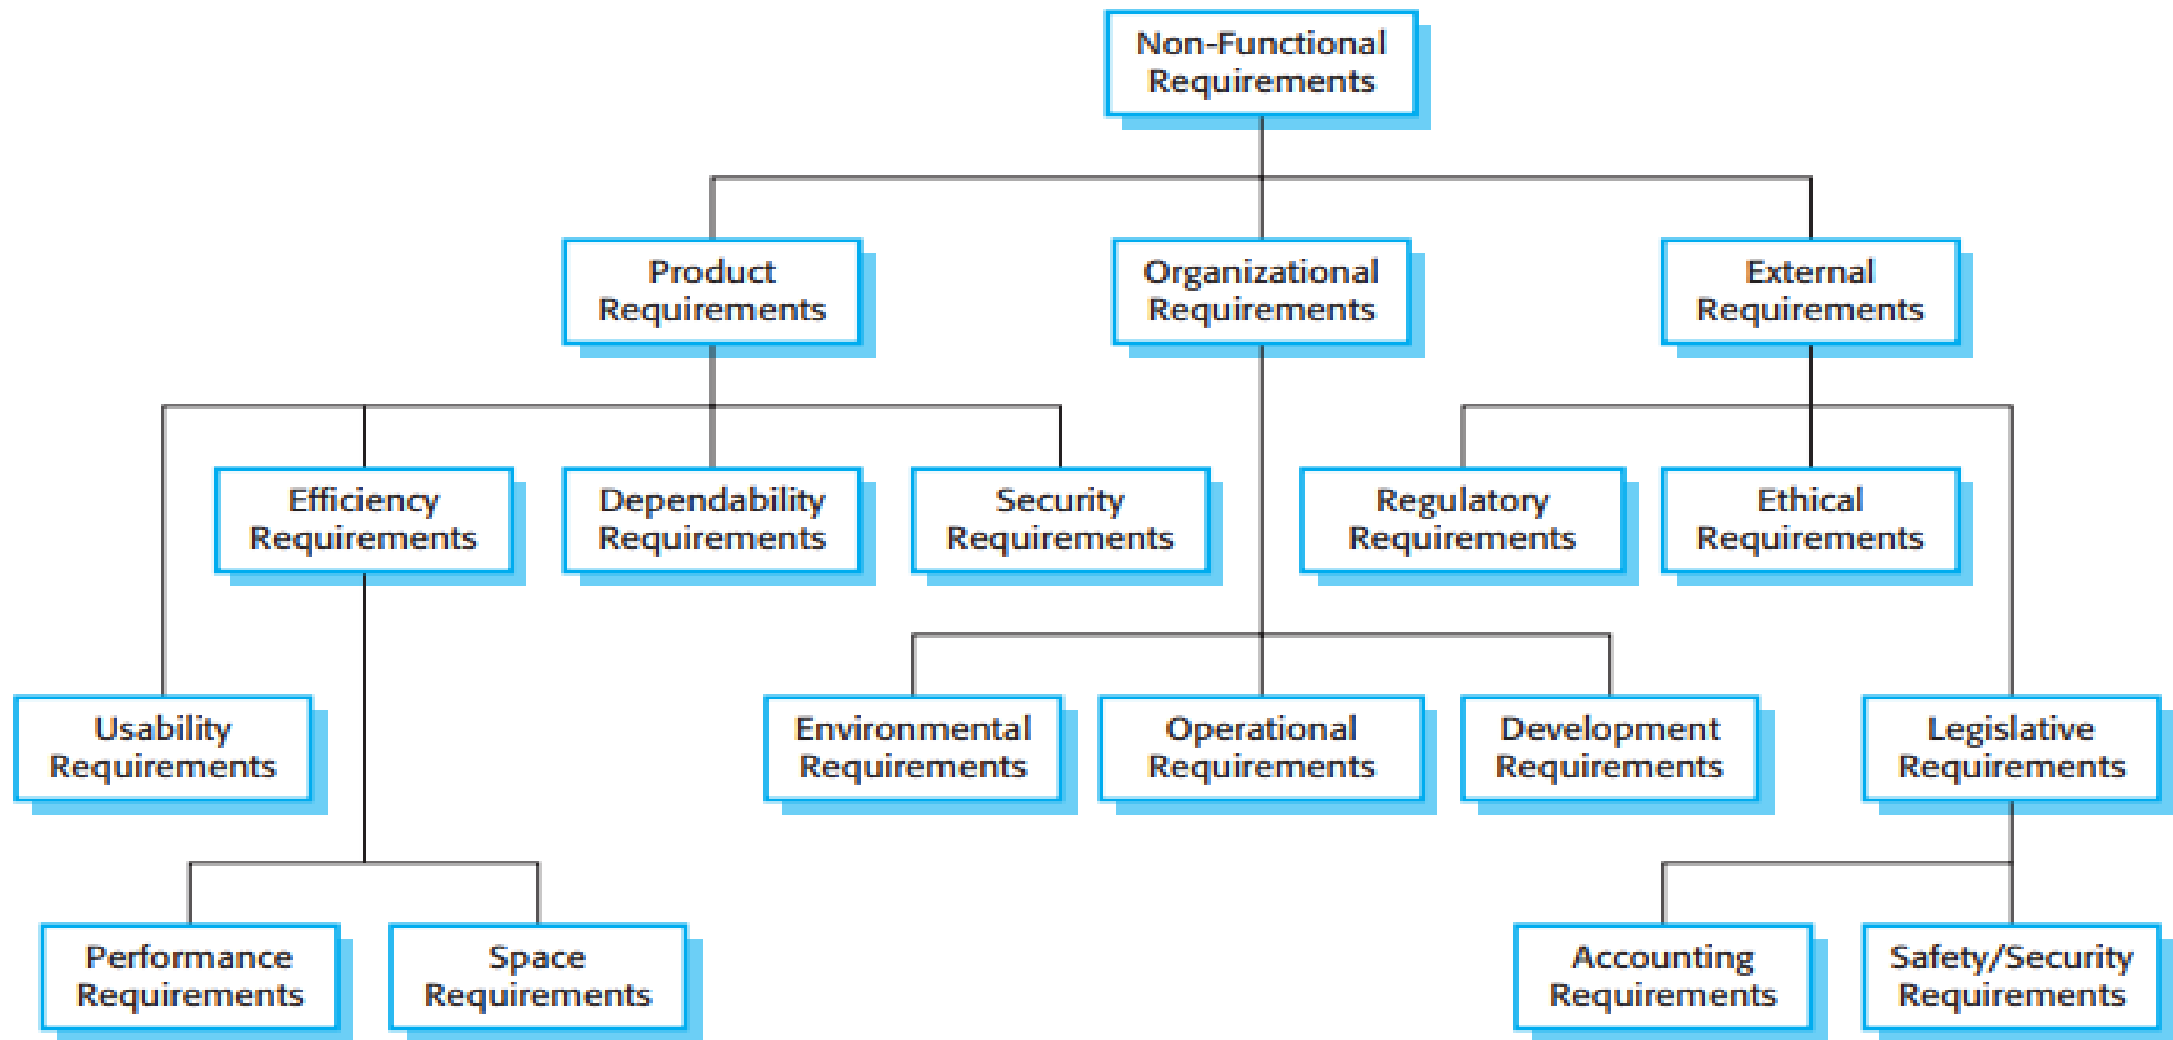 Non-Functional
Requirements
Product
Requirements
Organizational
Requirements
External
Requirements
Efficiency
Requirements
Dependability
Requirements
Security
Requirements
Regulatory
Requirements
Ethical
Requirements
Usability
Requirements
Environmental
Requirements
Operational
Requirements
Development
Requirements
Legislative
Requirements
Performance
Requirements
Space
Requirements
Accounting
Requirements
Safety/Security
Requirements